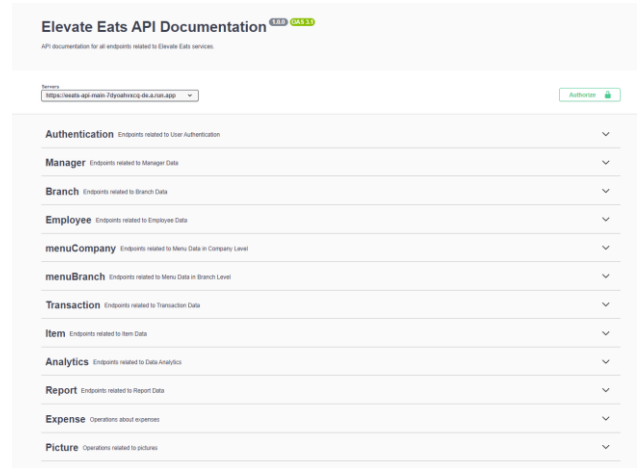 Elevate Eats API Documentation 1.0.0 OAS 3.1
API documentation for all endpoints related to Elevate Eats services.
Servers
Authorize
Authentication Endpoints related to User Authentication
Manager Endpoints related to Manager Data
Branch Endpoints related to Branch Data
Employee Endpoints related to Employee Data
menuCompany Endpoints related to Menu Data in Company Level
menuBranch Endpoints related to Menu Data in Branch Level
Transaction Endpoints related to Transaction Data
Item Endpoints related to Item Data
Analytics Endpoints related to Data Analytics
Report Endpoints related to Report Data
Expense Operations about expenses
Picture Operations related to pictures